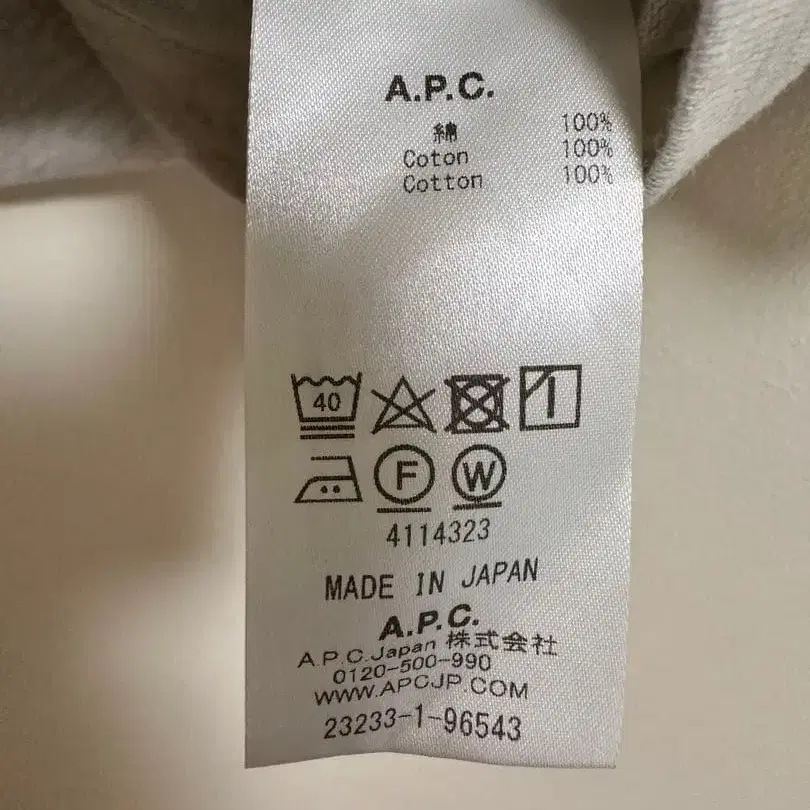 A.P.C.
綿 100%
Coton 100%
Cotton 100%
40
F W
4114323
MADE IN JAPAN
A.P.C.
A.P.C.Japan 株式会社
0120-500-990
WWW.APCJP.COM
23233-1-96543